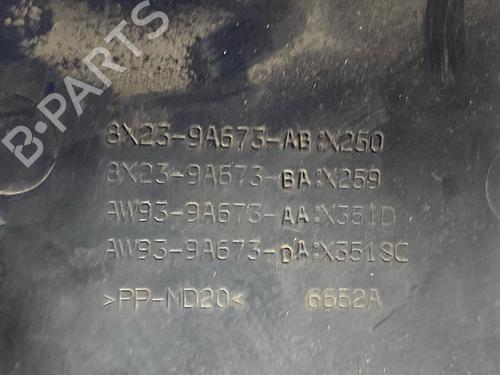 B-PARTS
8X23-9A673-AB:X250
8X23-9A673-BA:X259
AW93-9A673-AA:X351D
AW93-9A673-DA:X351SC
>PP-MD20< 6652A